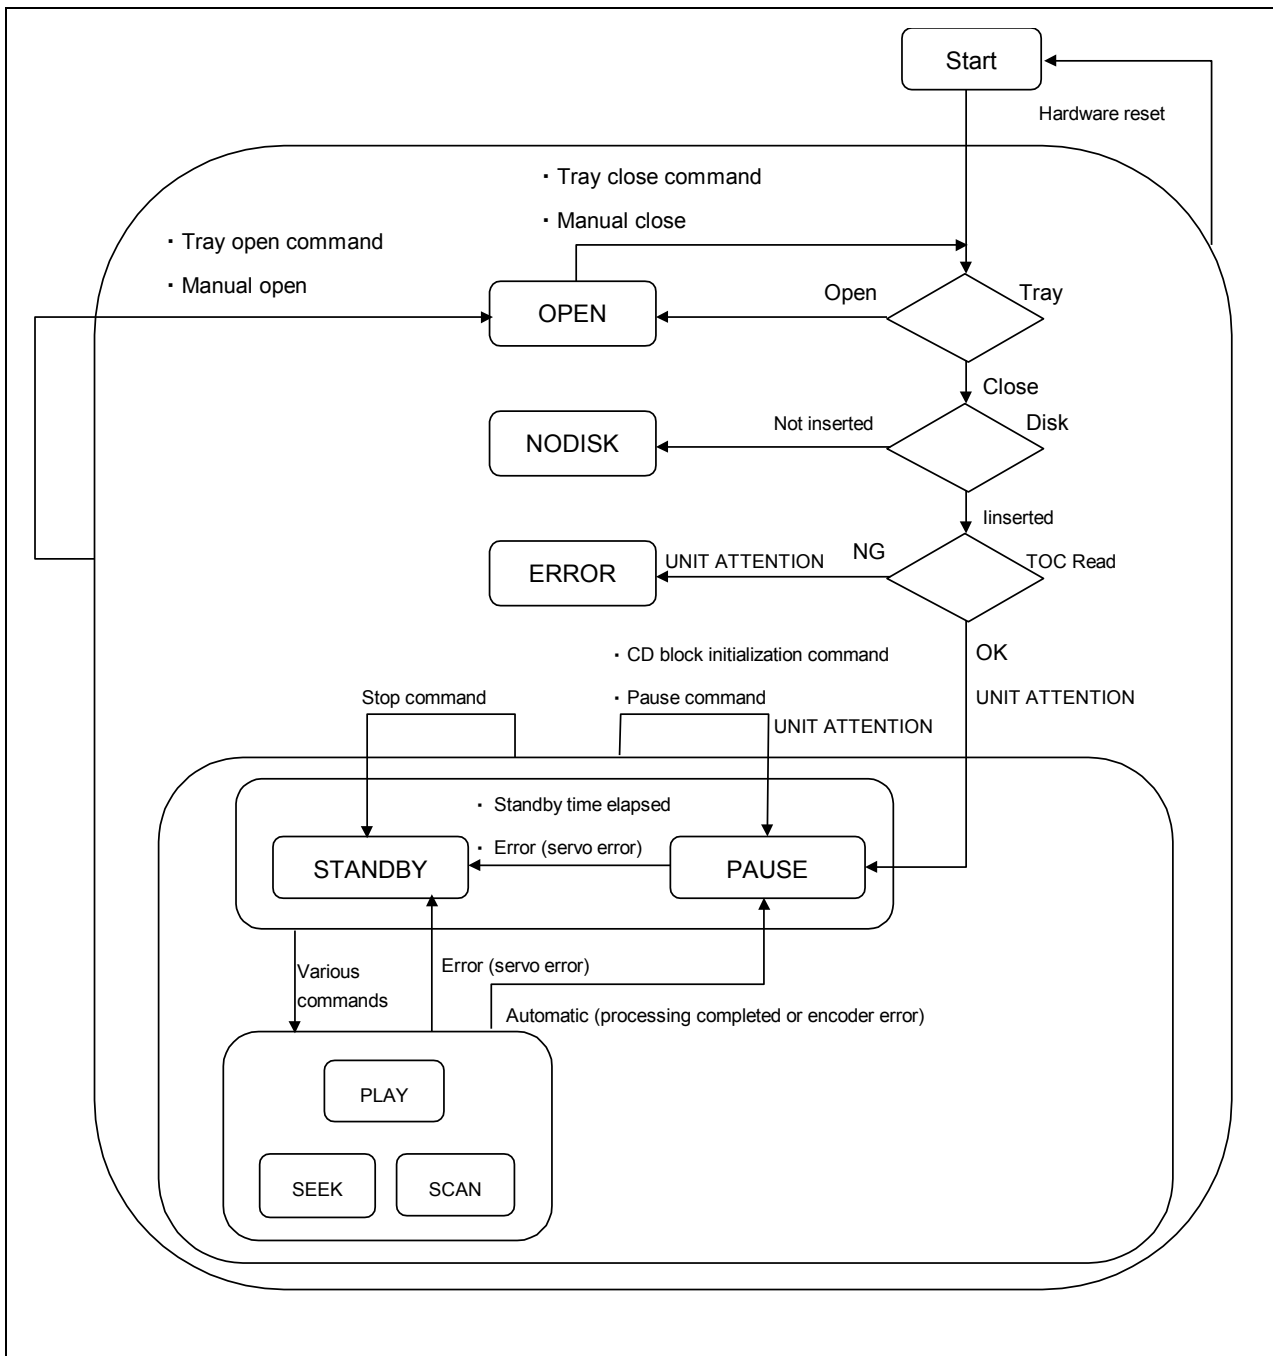 Start
Hardware reset
・Tray close command
・Manual close
・Tray open command
・Manual open
OPEN
Open
Tray
Close
NODISK
Not inserted
Disk
Iinserted
ERROR
UNIT ATTENTION
NG
TOC Read
OK
UNIT ATTENTION
・CD block initialization command
・Pause command
UNIT ATTENTION
Stop command
・Standby time elapsed
・Error (servo error)
STANDBY
PAUSE
Various
commands
Error (servo error)
Automatic (processing completed or encoder error)
PLAY
SEEK
SCAN